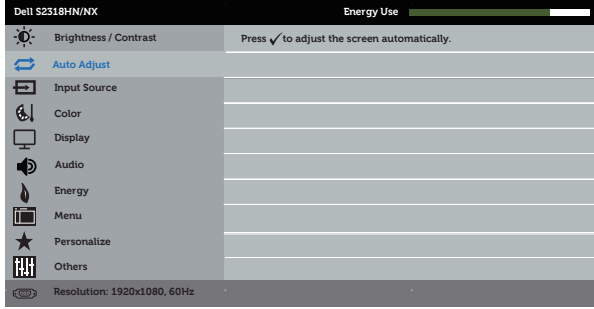 Dell S2318HN/NX Energy Use
Brightness / Contrast Press ✓ to adjust the screen automatically.
Auto Adjust
Input Source
Color
Display
Audio
Energy
Menu
Personalize
Others
Resolution: 1920x1080, 60Hz